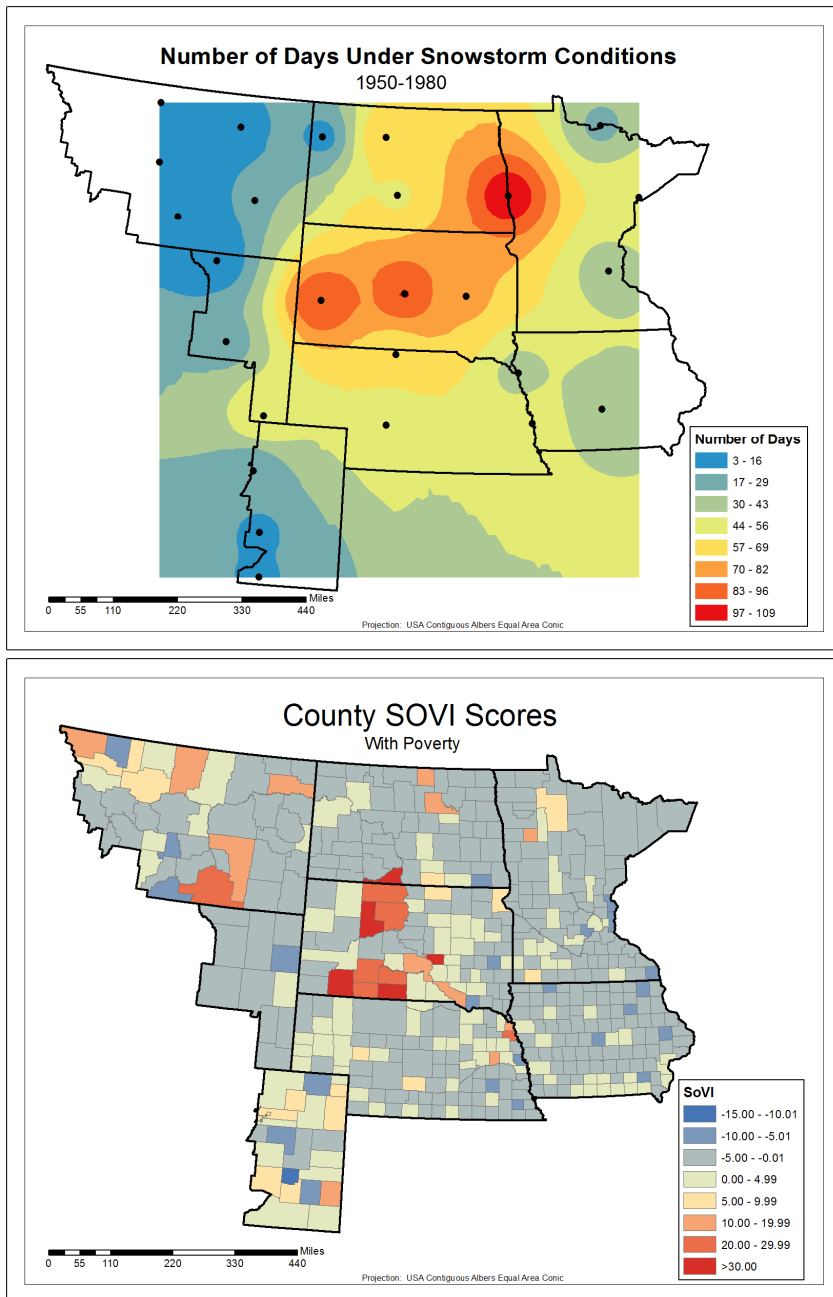 Number of Days Under Snowstorm Conditions
1950-1980
Number of Days
3 - 16
17 - 29
30 - 43
44 - 56
57 - 69
70 - 82
83 - 96
97 - 109
Miles
0 55 110 220 330 440
Projection: USA Contiguous Albers Equal Area Conic
County SOVI Scores
With Poverty
SoVI
-15.00 - -10.01
-10.00 - -5.01
-5.00 - -0.01
0.00 - 4.99
5.00 - 9.99
10.00 - 19.99
20.00 - 29.99
>30.00
Miles
0 55 110 220 330 440
Projection: USA Contiguous Albers Equal Area Conic